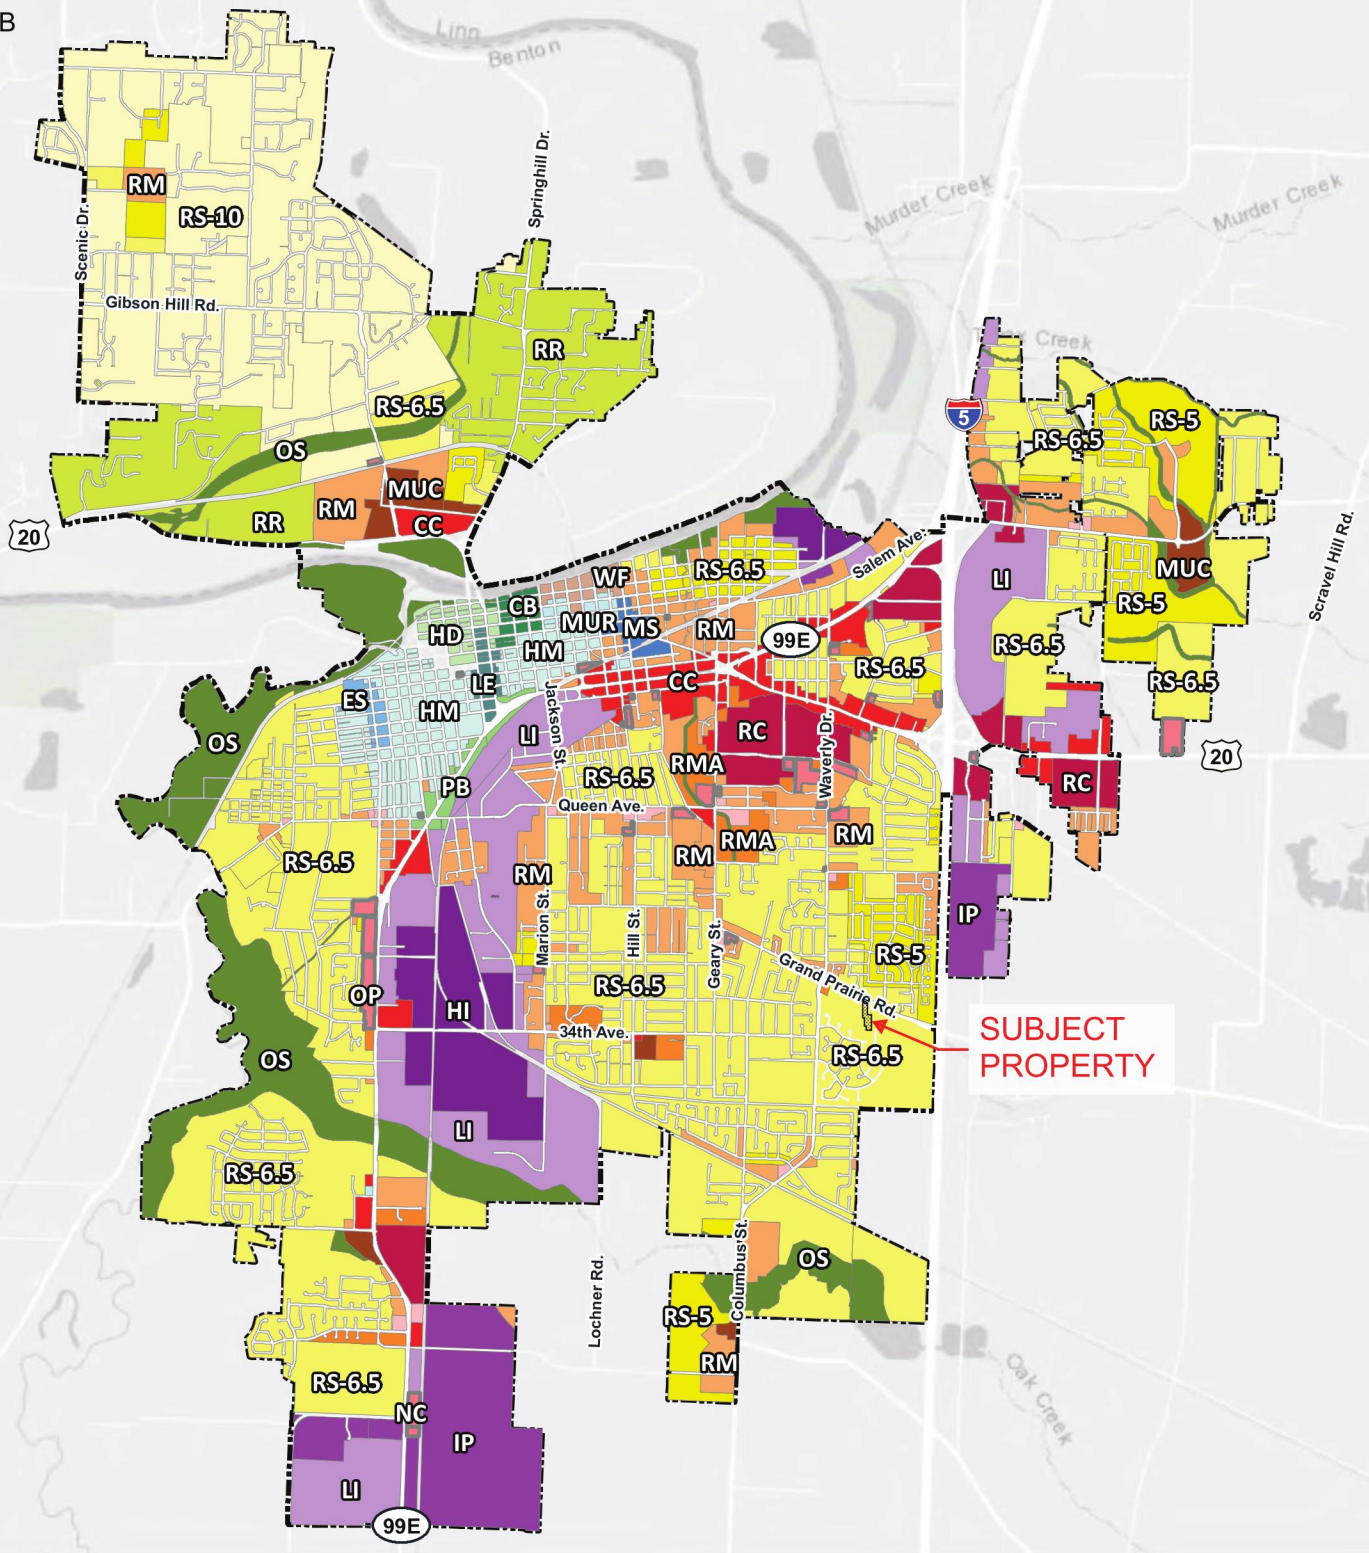 B
Linn
Benton
Springhill Dr.
RM
RS-10
Scenic Dr.
Murder Creek
Murder Creek
Gibson Hill Rd.
Creek
RR
RS-6.5
5
RS-5
RS-6.5
OS
MUC
RM
CC
RR
20
Salem Ave.
Scravel Hill Rd.
WF
RS-6.5
LI
MUC
CB
RS-5
MUR
MS
RM
HD
HM
99E
RS-6.5
RS-6.5
LE
CC
RS-6.5
ES
HM
Jackson St.
OS
LI
RC
Waverly Dr.
20
RMA
RS-6.5
RC
PB
Queen Ave.
RM
RMA
RM
RS-6.5
RM
IP
Marion St.
Hill St.
Geary St.
RS-5
Grand Prairie Rd.
RS-6.5
OP
HI
34th Ave.
SUBJECT
PROPERTY
RS-6.5
OS
LI
RS-6.5
Columbus St.
OS
Lochner Rd.
RS-5
RM
RS-6.5
Oak Creek
NC
IP
LI
99E